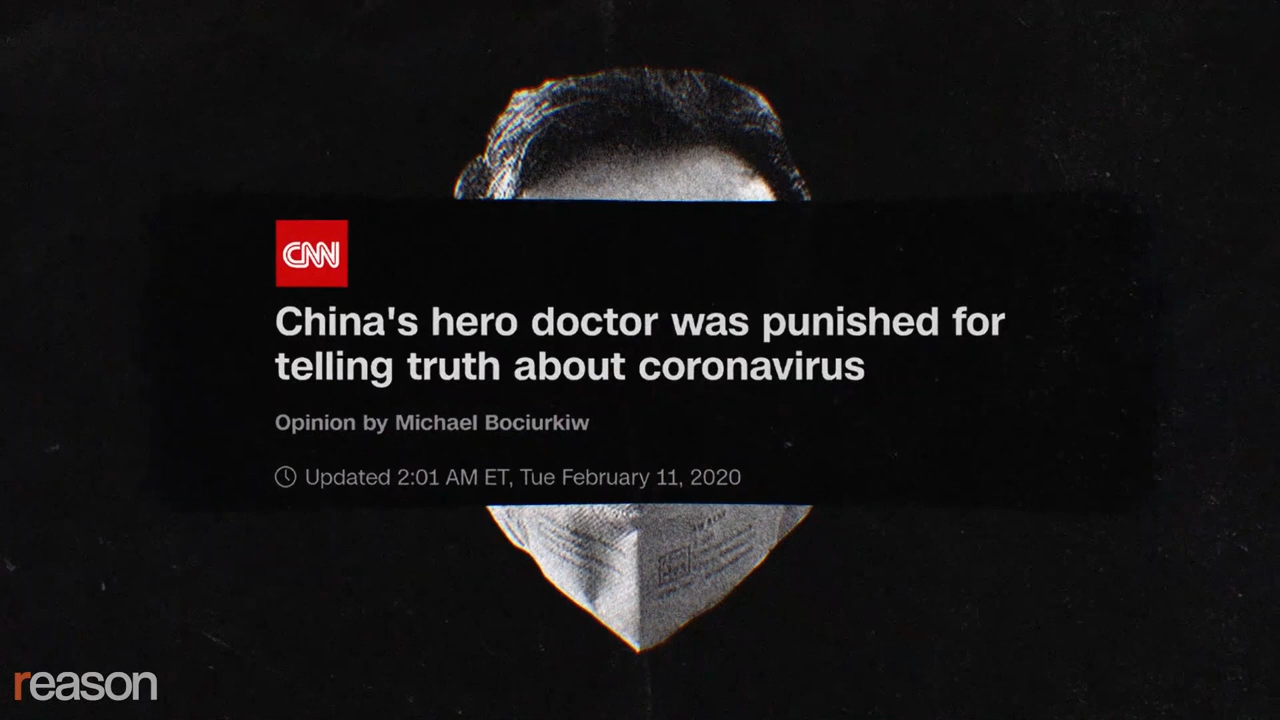 CNN
China's hero doctor was punished for
telling truth about coronavirus
Opinion by Michael Bociurkiw
Updated 2:01 AM ET, Tue February 11, 2020
reason